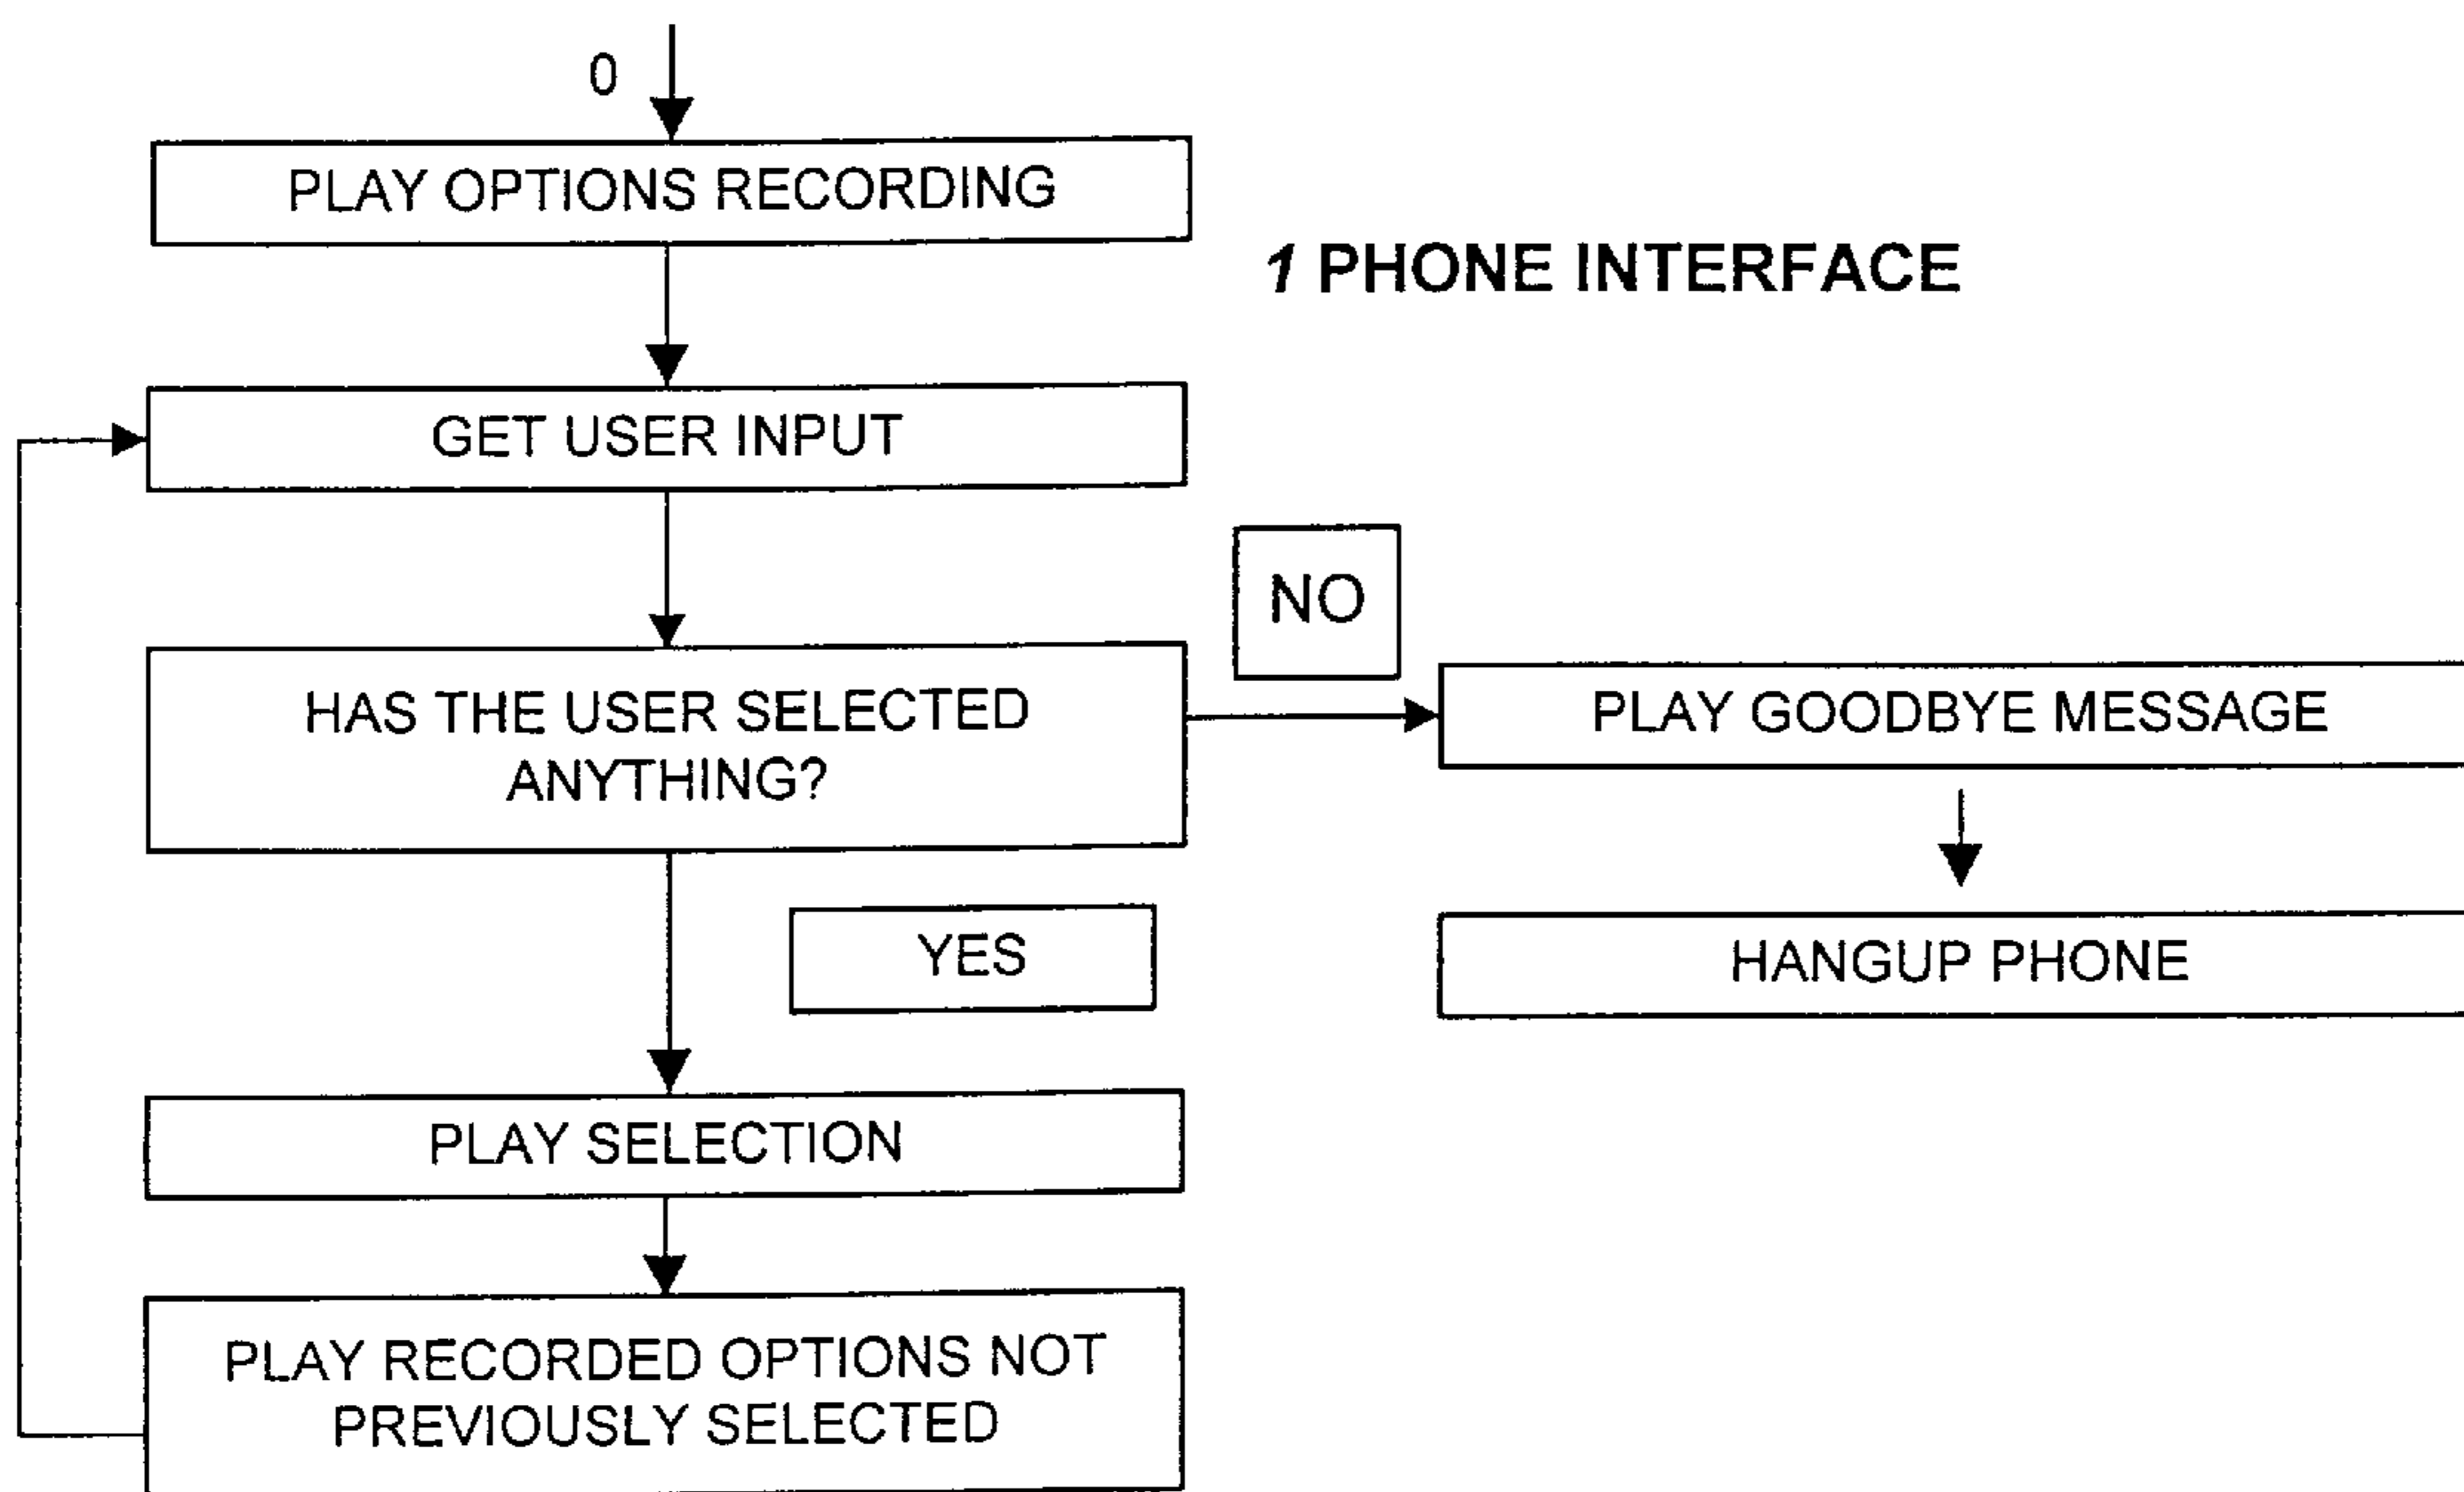 0
PLAY OPTIONS RECORDING
1 PHONE INTERFACE
GET USER INPUT
NO
HAS THE USER SELECTED
ANYTHING?
PLAY GOODBYE MESSAGE
YES
HANGUP PHONE
PLAY SELECTION
PLAY RECORDED OPTIONS NOT
PREVIOUSLY SELECTED